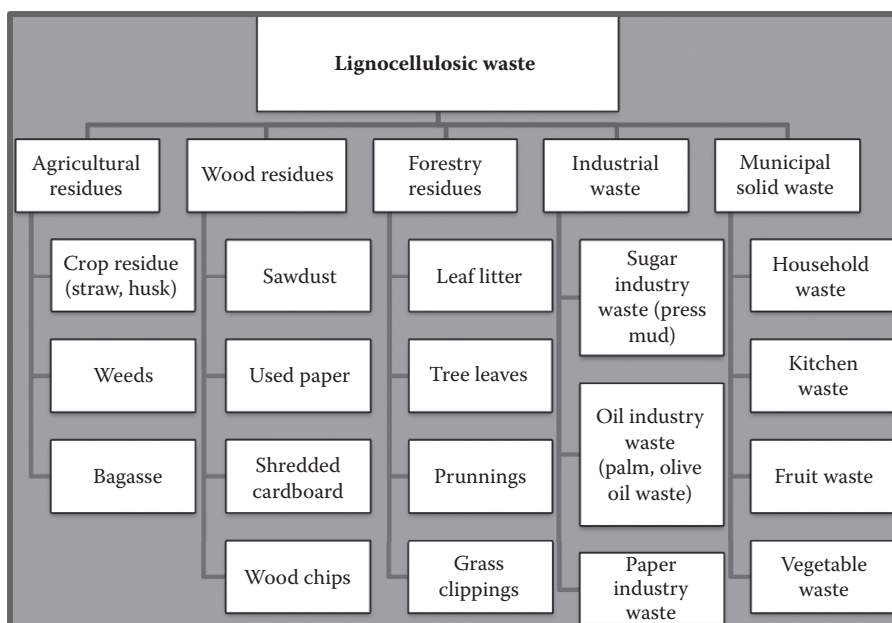 Lignocellulosic waste
Agricultural
residues
Wood residues
Forestry
residues
Industrial
waste
Municipal
solid waste
Crop residue
(straw, husk)
Weeds
Bagasse
Sawdust
Used paper
Shredded
cardboard
Wood chips
Leaf litter
Tree leaves
Prunnings
Grass
clippings
Sugar
industry
waste (press
mud)
Oil industry
waste
(palm, olive
oil waste)
Paper
industry
waste
Household
waste
Kitchen
waste
Fruit waste
Vegetable
waste